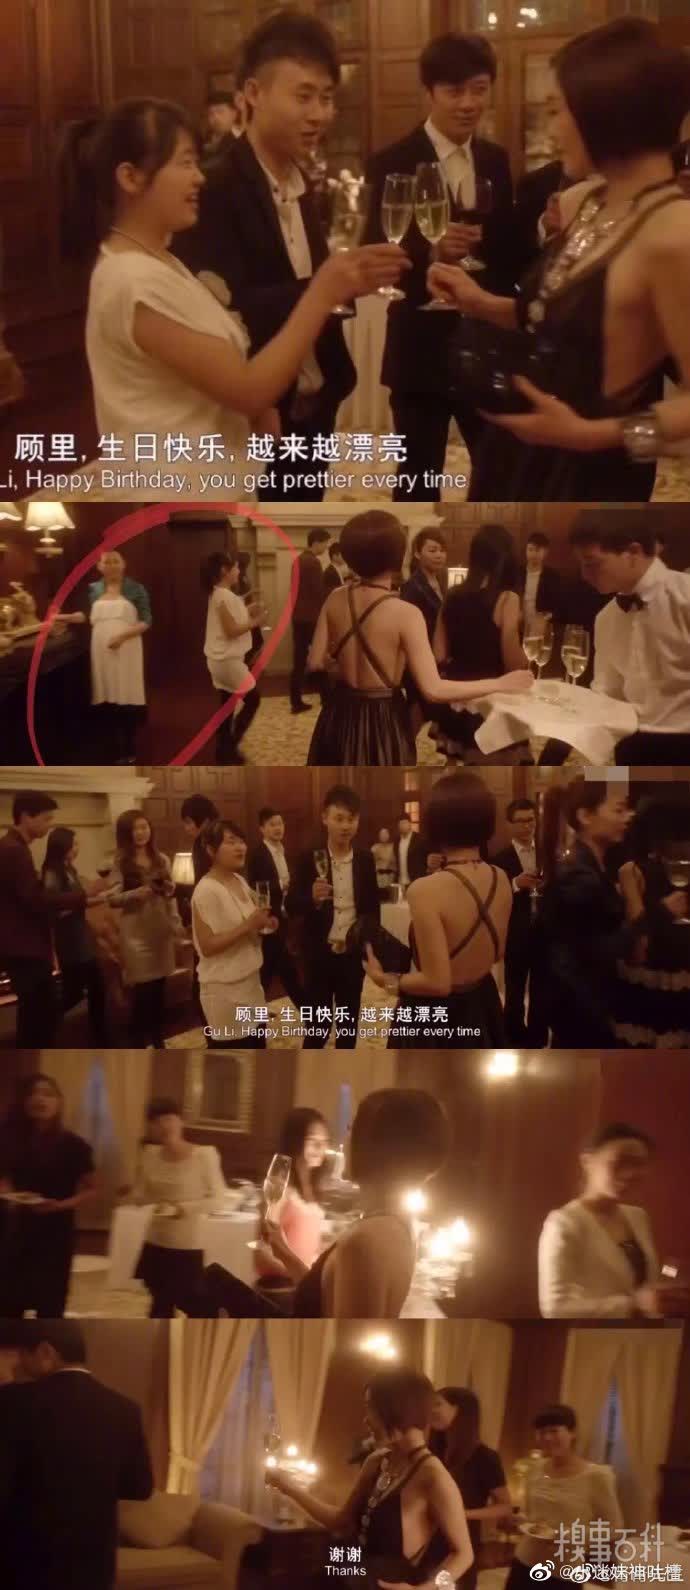 顾里,生日快乐,越来越漂亮
Li, Happy Birthday, you get prettier every time
顾里,生日快乐,越来越漂亮
Gu Li, Happy Birthday, you get prettier every time
谢谢
Thanks
糗事百科